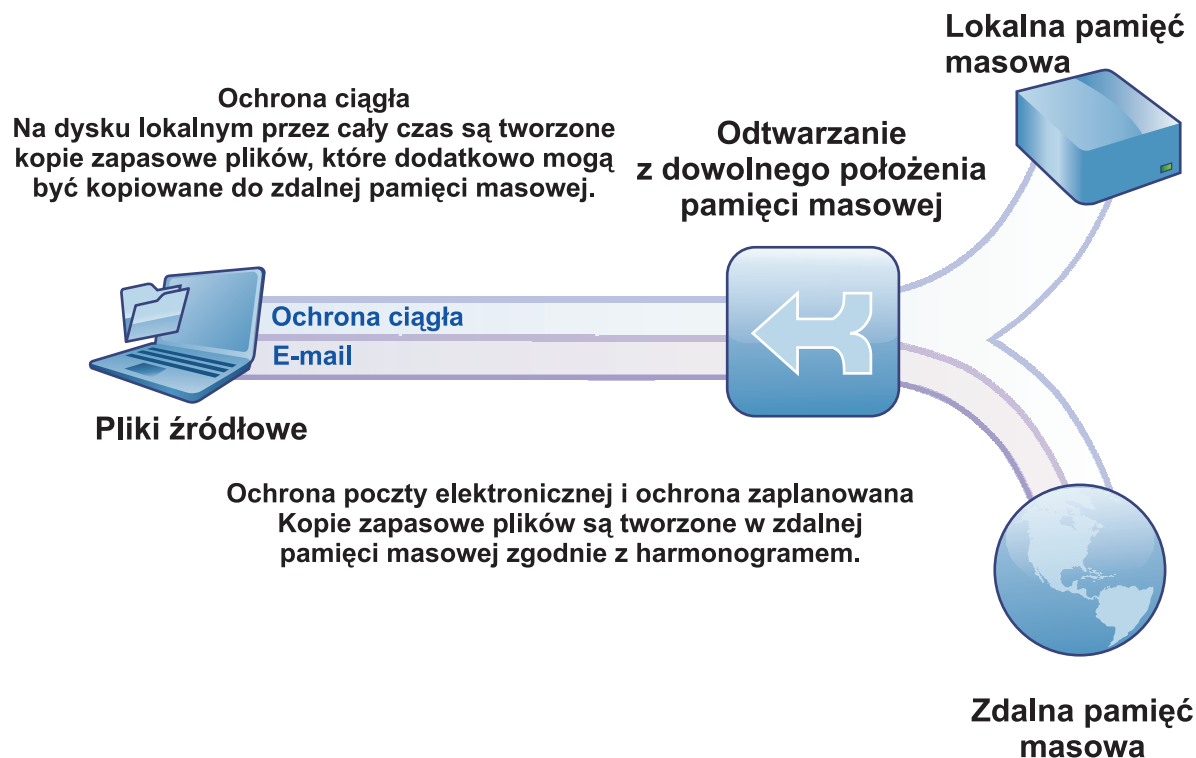 Lokalna pamięć
masowa
Ochrona ciągła
Na dysku lokalnym przez cały czas są tworzone
kopie zapasowe plików, które dodatkowo mogą
być kopiowane do zdalnej pamięci masowej.
Odtwarzanie
z dowolnego położenia
pamięci masowej
Ochrona ciągła
E-mail
Pliki źródłowe
Ochrona poczty elektronicznej i ochrona zaplanowana
Kopie zapasowe plików są tworzone w zdalnej
pamięci masowej zgodnie z harmonogramem.
Zdalna pamięć
masowa